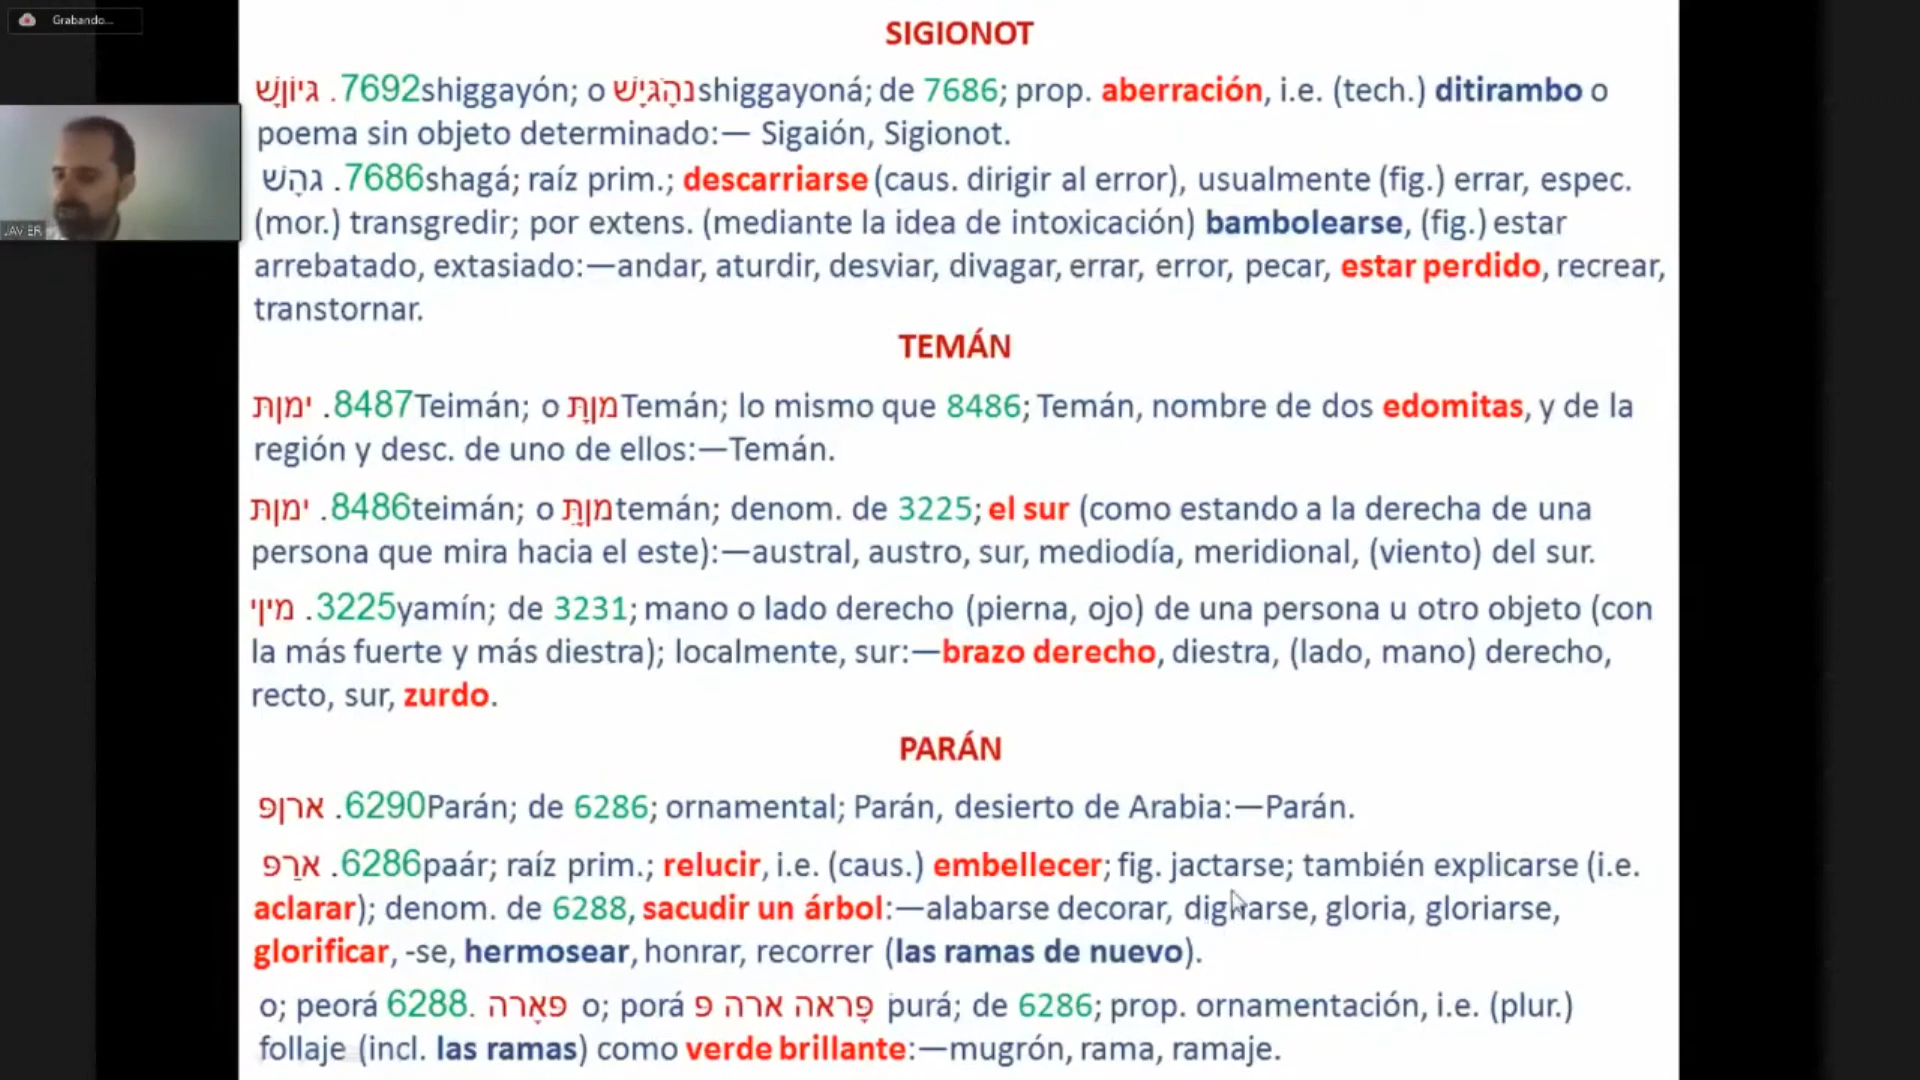 Grabando...
JAVIER
SIGIONOT
גּיוֹןשָׁ .7692shiggayón; o נהָגּיָשׁshiggayoná; de 7686; prop. aberración, i.e. (tech.) ditirambo o
poema sin objeto determinado:— Sigaión, Sigionot.
גהָשׁ .7686shagá; raíz prim.; descarriarse (caus. dirigir al error), usualmente (fig.) errar, espec.
(mor.) transgredir; por extens. (mediante la idea de intoxicación) bambolearse, (fig.) estar
arrebatado, extasiado:—andar, aturdir, desviar, divagar, errar, error, pecar, estar perdido, recrear,
transtornar.
TEMÁN
ימןתּ .8487Teimán; o מןתָּTemán; lo mismo que 8486; Temán, nombre de dos edomitas, y de la
región y desc. de uno de ellos:—Temán.
ימןתּ .8486teimán; o מןתֵָּtemán; denom. de 3225; el sur (como estando a la derecha de una
persona que mira hacia el este):—austral, austro, sur, mediodía, meridional, (viento) del sur.
מיןי .3225yamín; de 3231; mano o lado derecho (pierna, ojo) de una persona u otro objeto (con
la más fuerte y más diestra); localmente, sur:—brazo derecho, diestra, (lado, mano) derecho,
recto, sur, zurdo.
PARÁN
ארןפּ .6290Parán; de 6286; ornamental; Parán, desierto de Arabia:—Parán.
ארַפּ .6286paár; raíz prim.; relucir, i.e. (caus.) embellecer; fig. jactarse; también explicarse (i.e.
aclarar); denom. de 6288, sacudir un árbol:—alabarse decorar, dignarse, gloria, gloriarse,
glorificar, -se, hermosear, honrar, recorrer (las ramas de nuevo).
o; peorá 6288. פּאָרה o; porá פָּראה ארה פּ purá; de 6286; prop. ornamentación, i.e. (plur.)
follaje (incl. las ramas) como verde brillante:—mugrón, rama, ramaje.